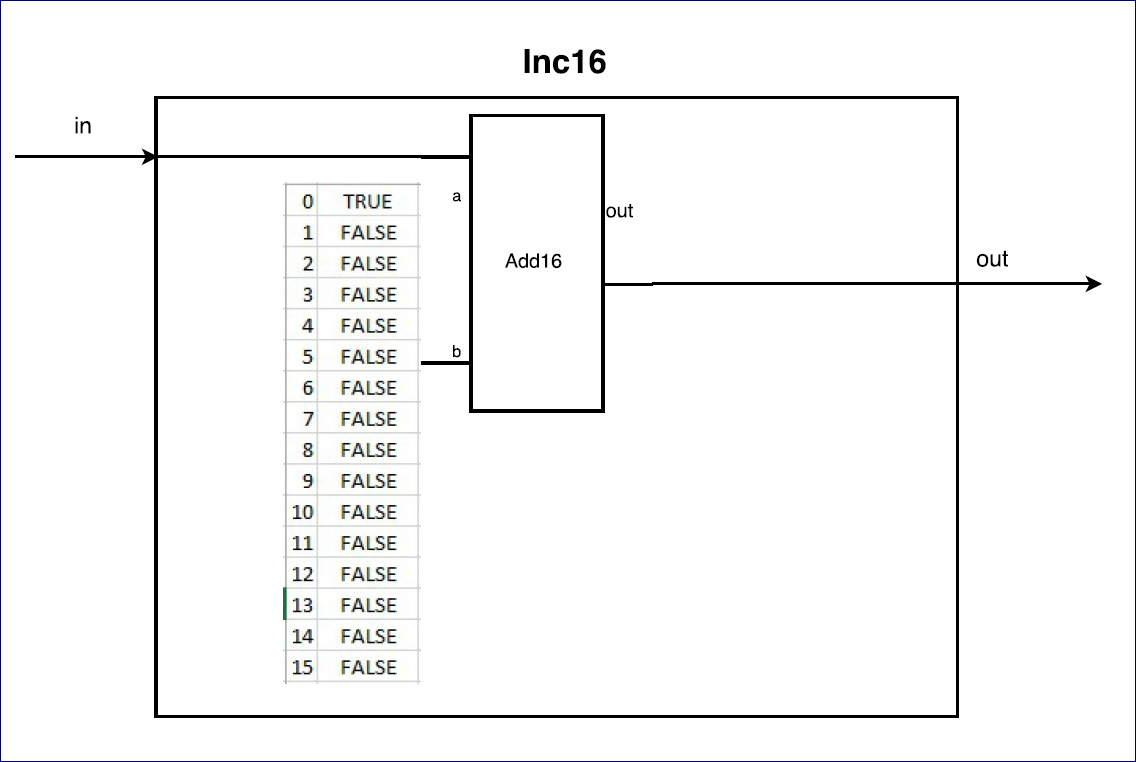 Inc16
in
a
out
Add16
out
b
0 TRUE
1 FALSE
2 FALSE
3 FALSE
4 FALSE
5 FALSE
6 FALSE
7 FALSE
8 FALSE
9 FALSE
10 FALSE
11 FALSE
12 FALSE
13 FALSE
14 FALSE
15 FALSE